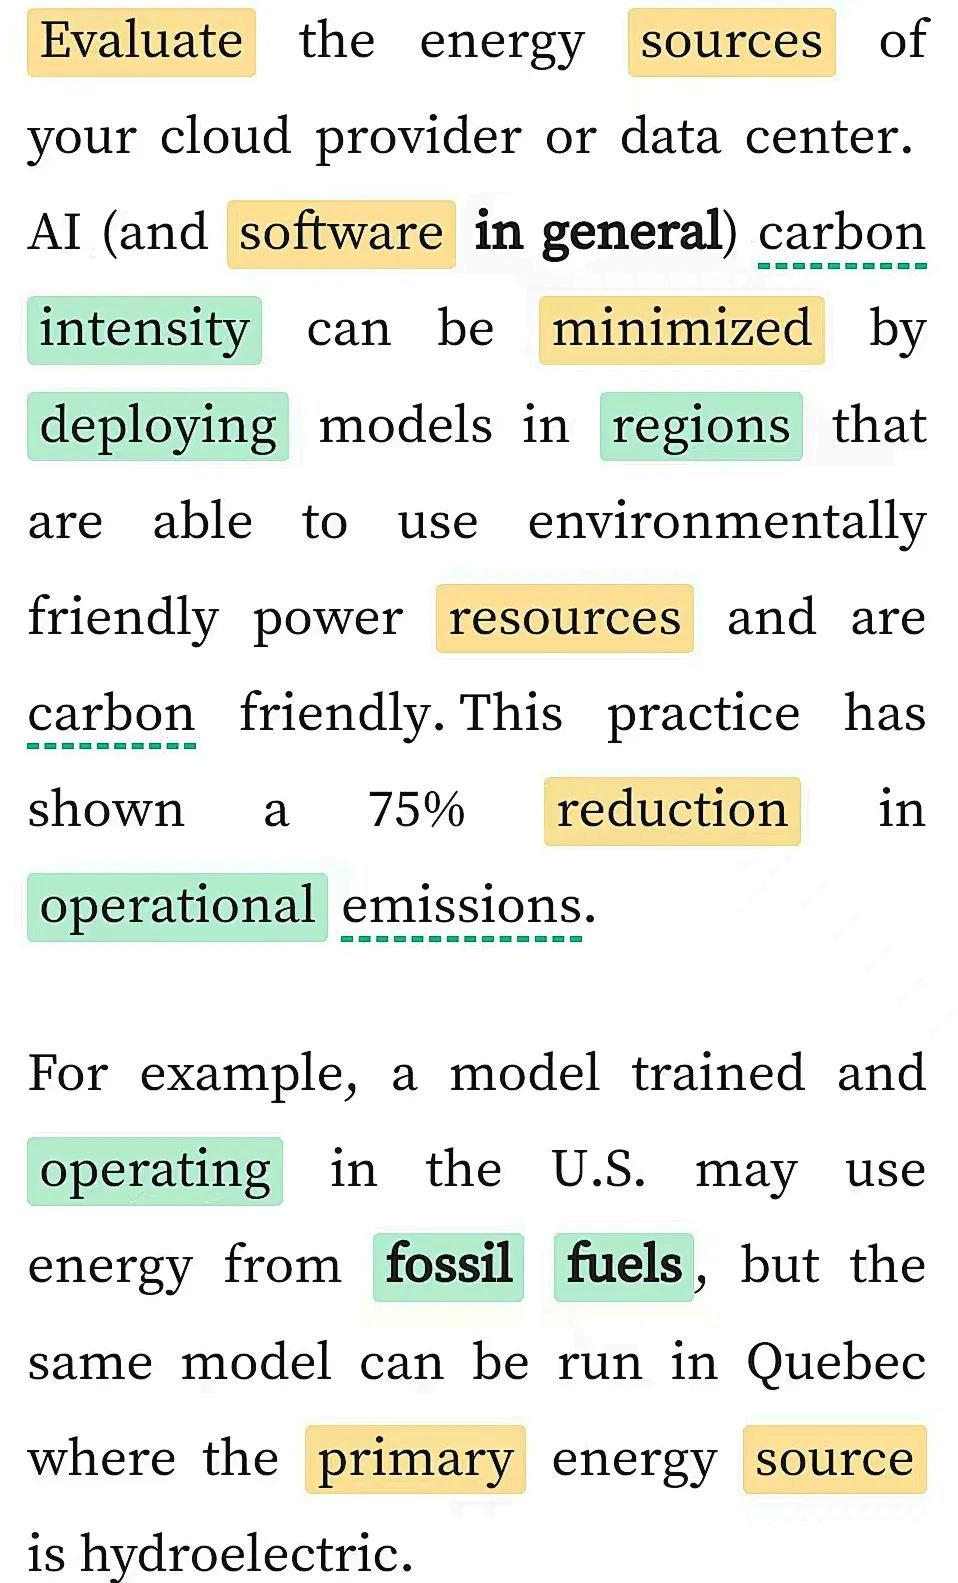 Evaluate the energy sources of
your cloud provider or data center.
AI (and software in general) carbon
intensity can be minimized by
deploying models in regions that
are able to use environmentally
friendly power resources and are
carbon friendly. This practice has
shown a 75% reduction in
operational emissions.
For example, a model trained and
operating in the U.S. may use
energy from fossil fuels, but the
same model can be run in Quebec
where the primary energy source
is hydroelectric.